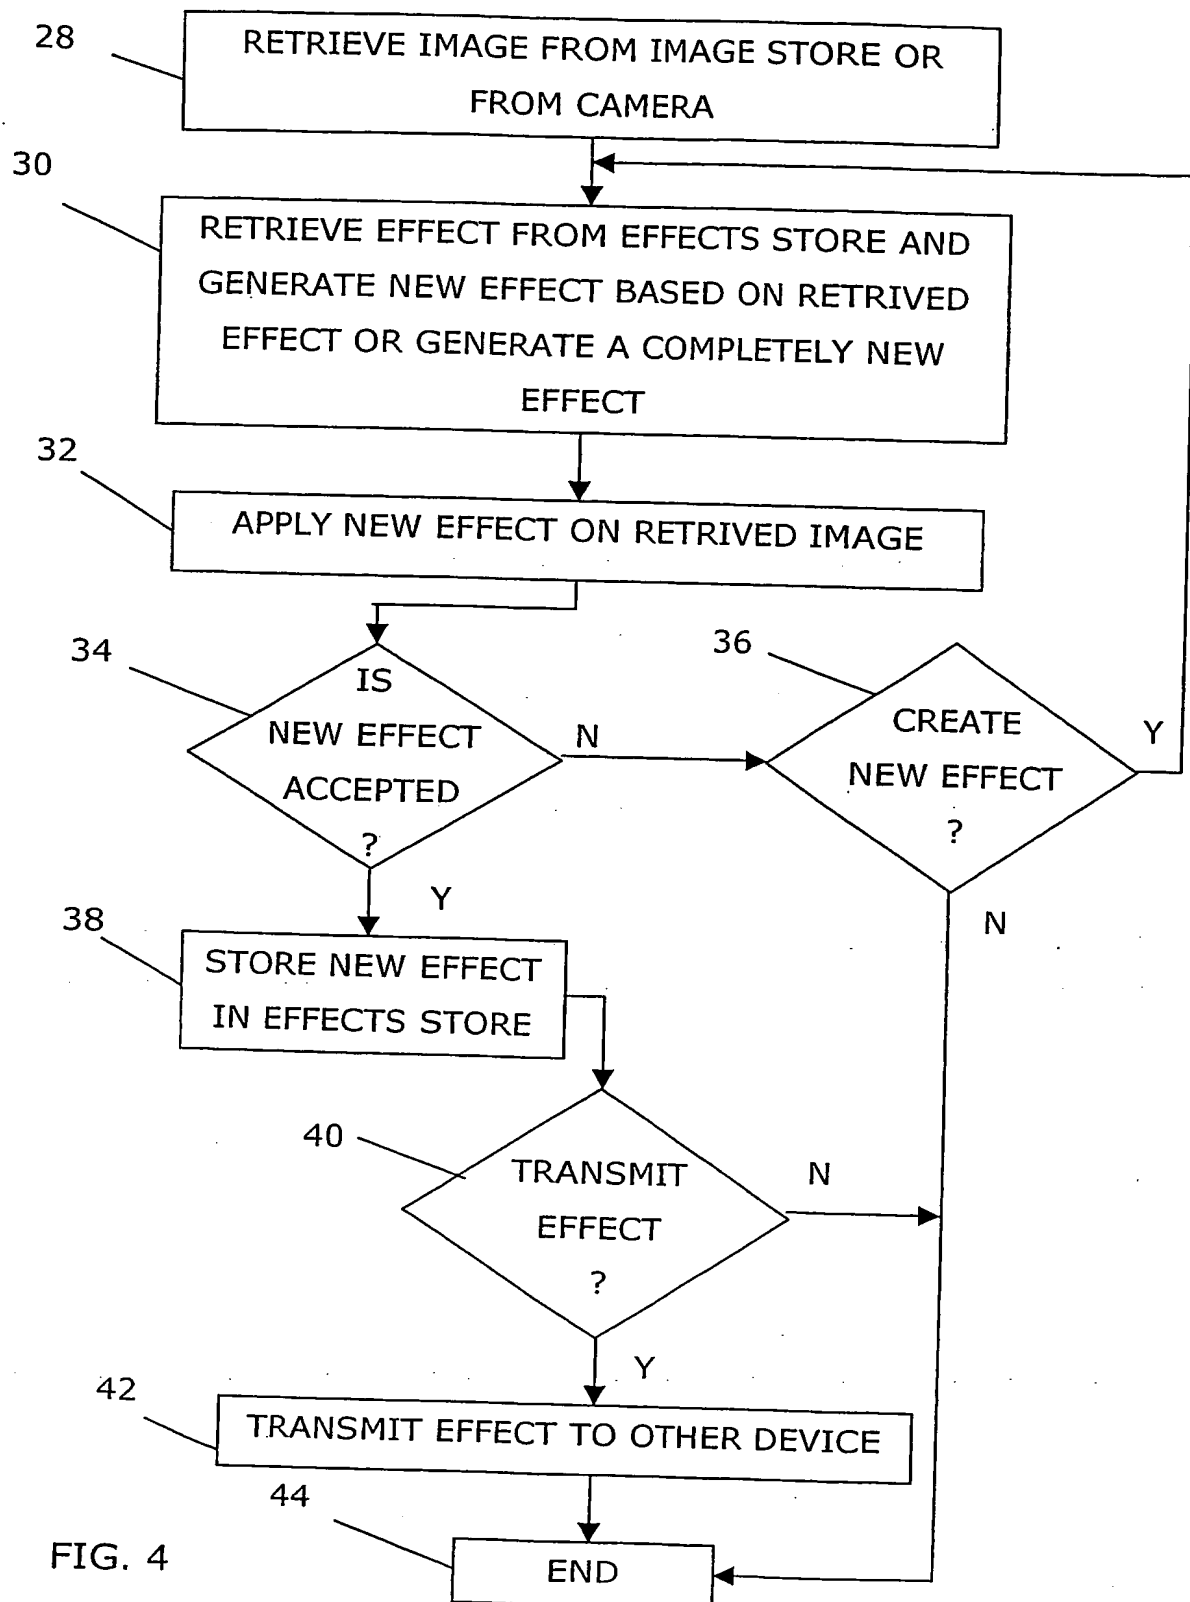 28
RETRIEVE IMAGE FROM IMAGE STORE OR
FROM CAMERA
30
RETRIEVE EFFECT FROM EFFECTS STORE AND
GENERATE NEW EFFECT BASED ON RETRIVED
EFFECT OR GENERATE A COMPLETELY NEW
EFFECT
32
APPLY NEW EFFECT ON RETRIVED IMAGE
34
IS
NEW EFFECT
ACCEPTED
?
N
36
CREATE
NEW EFFECT
?
Y
Y
N
38
STORE NEW EFFECT
IN EFFECTS STORE
40
TRANSMIT
EFFECT
?
N
Y
42
TRANSMIT EFFECT TO OTHER DEVICE
44
END
FIG. 4